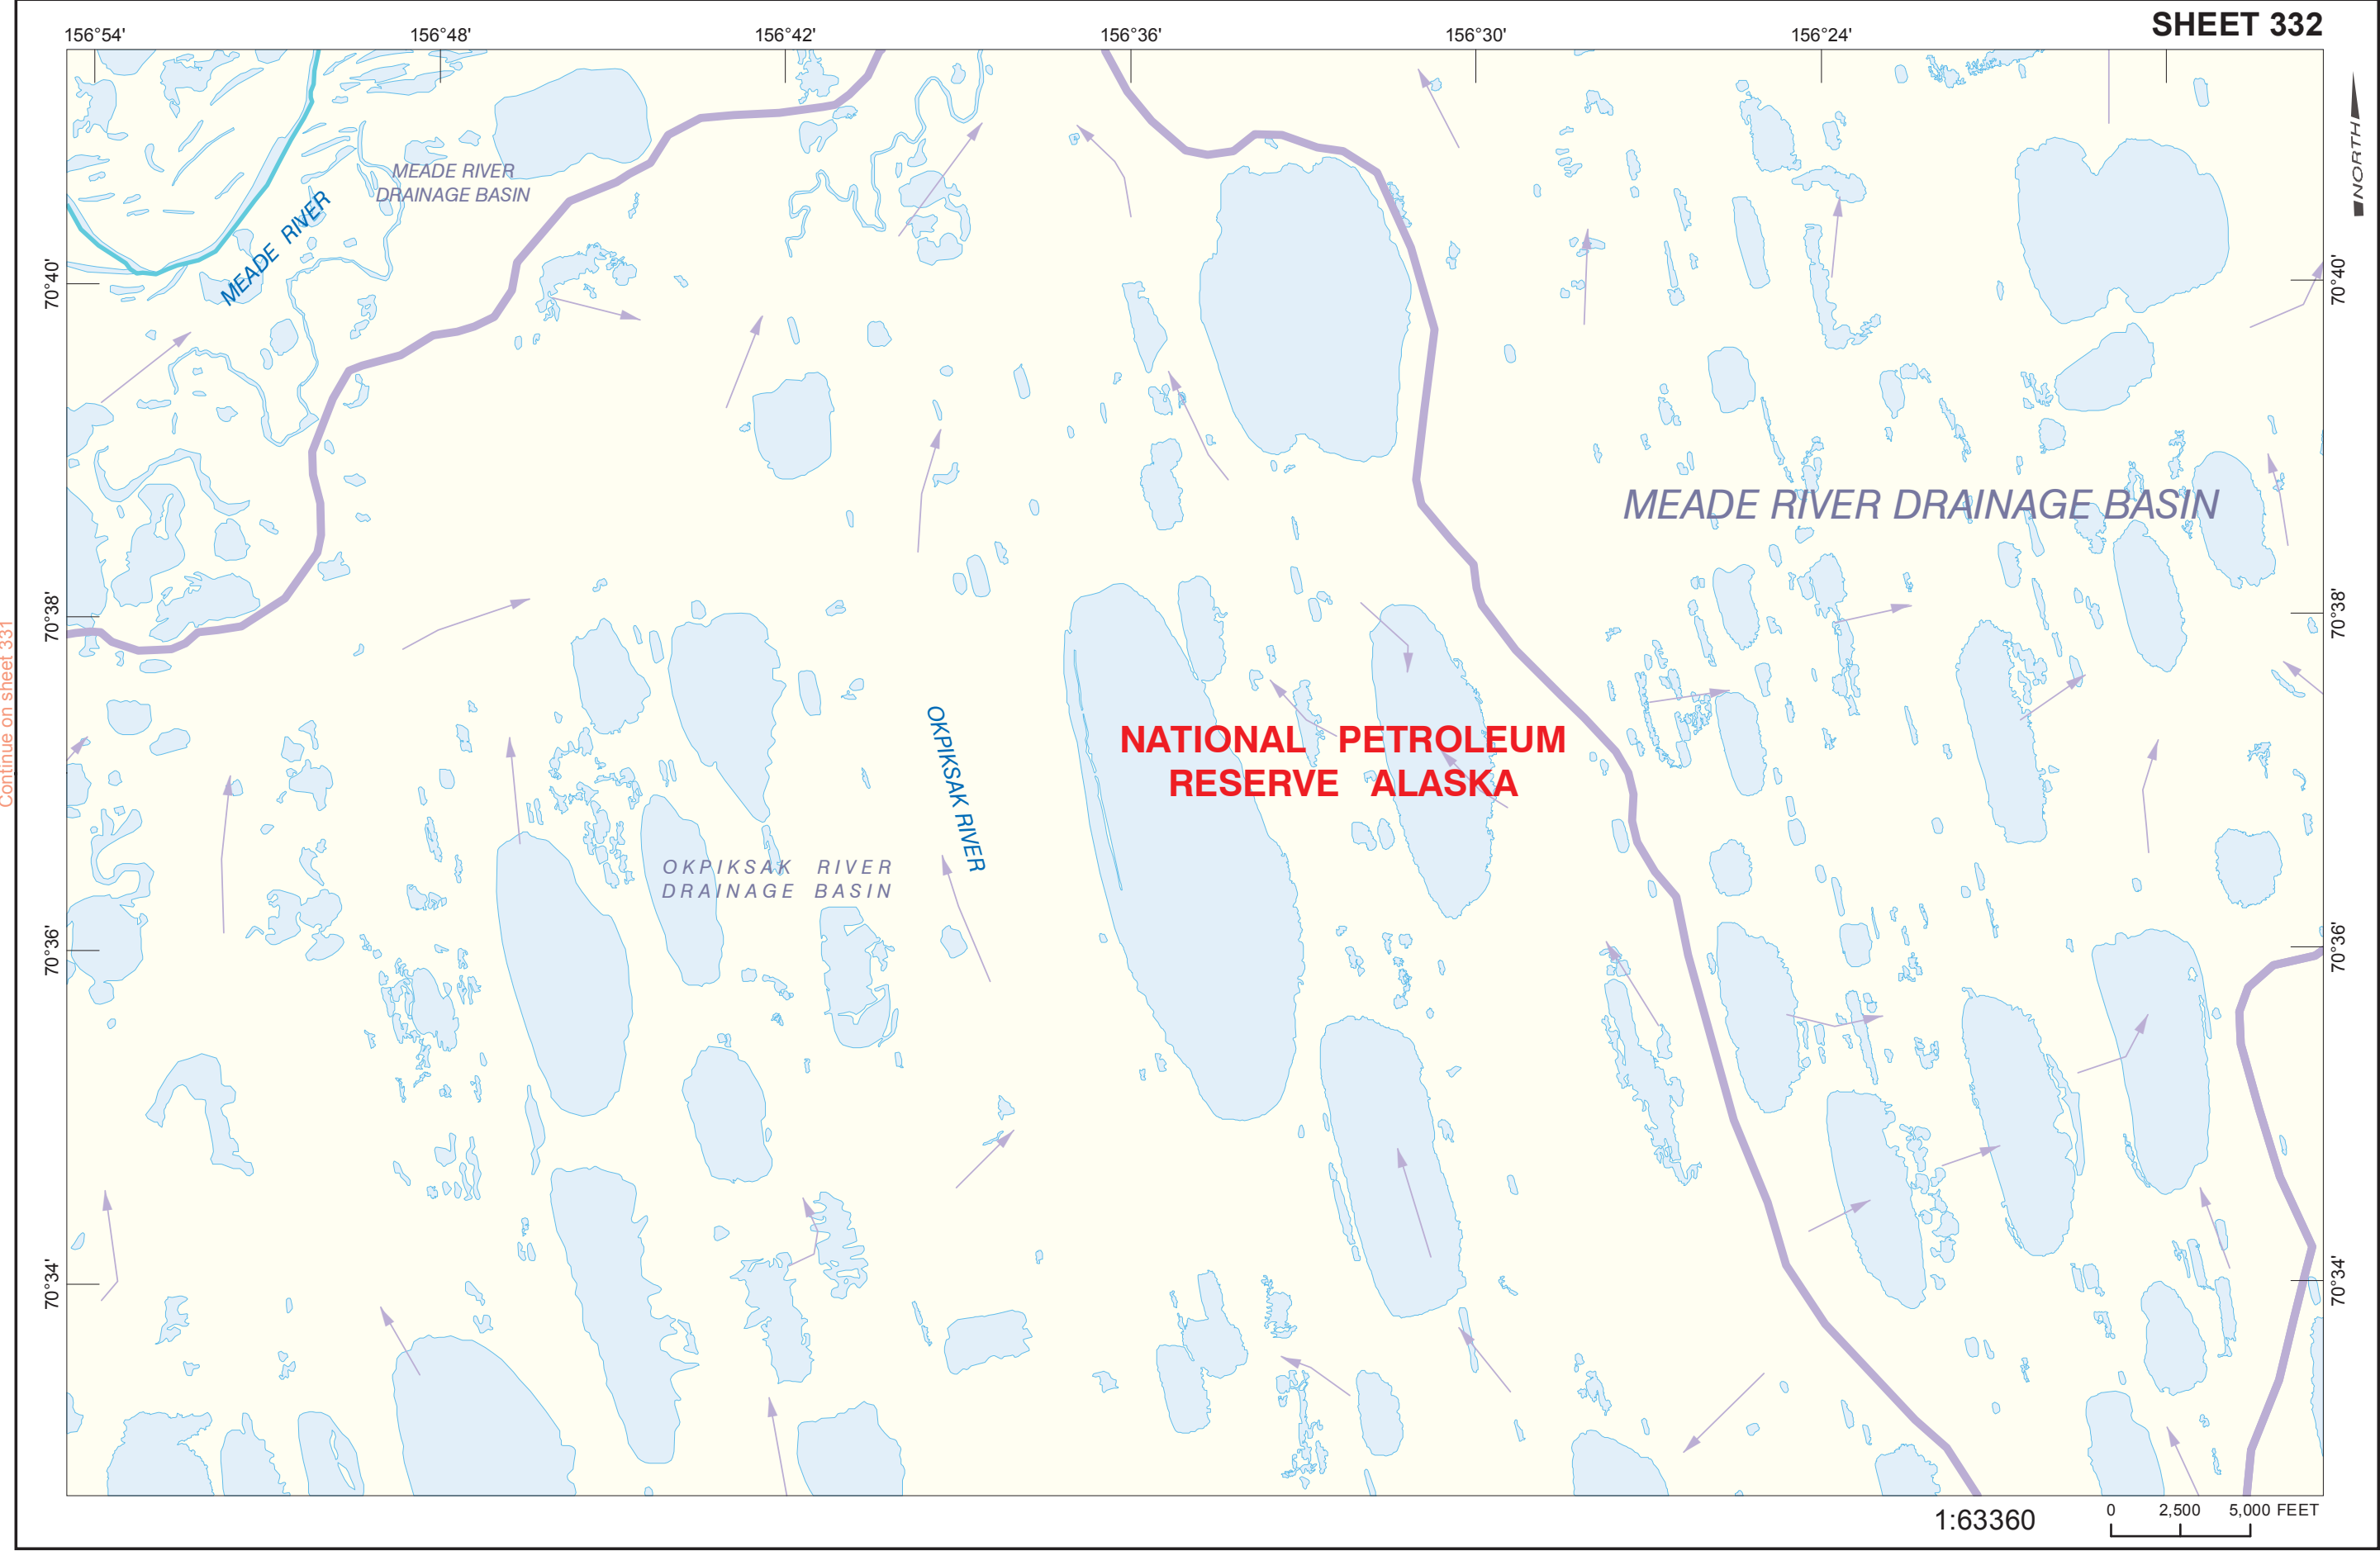 SHEET 332
156°54'
156°48'
156°42'
156°36'
156°30'
156°24'
NORTH
MEADE RIVER
DRAINAGE BASIN
MEADE RIVER
70°40'
70°40'
MEADE RIVER DRAINAGE BASIN
70°38'
70°38'
Continue on sheet 331
OKPIKSAK RIVER
NATIONAL PETROLEUM
RESERVE ALASKA
OKPIKSAK RIVER
DRAINAGE BASIN
70°36'
70°36'
70°34'
70°34'
1:63360
0 2,500 5,000 FEET